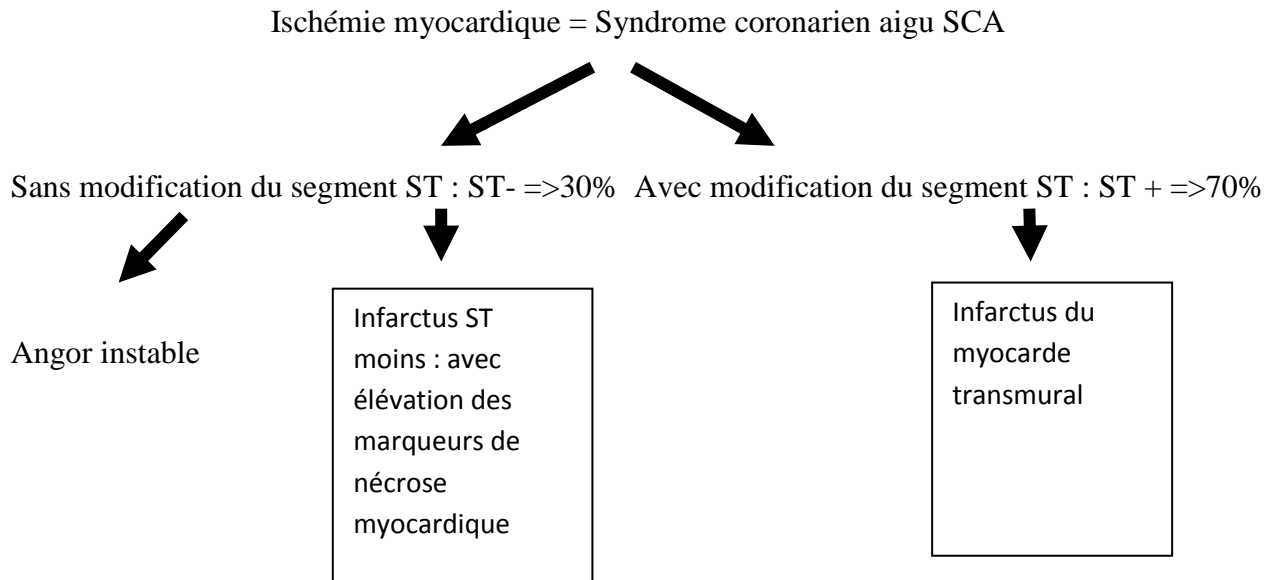 Ischémie myocardique = Syndrome coronarien aigu SCA
Sans modification du segment ST : ST- =>30% Avec modification du segment ST : ST + =>70%
Angor instable
Infarctus ST
moins : avec
élévation des
marqueurs de
nécrose
myocardique
Infarctus du
myocarde
transmural